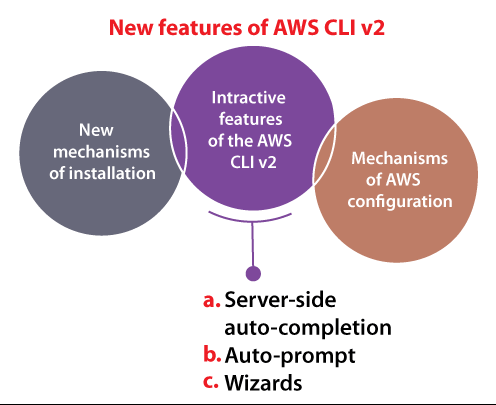 New features of AWS CLI v2
New
mechanisms
of installation
Intractive
features
of the AWS
CLI v2
Mechanisms
of AWS
configuration
a. Server-side
auto-completion
b. Auto-prompt
c. Wizards